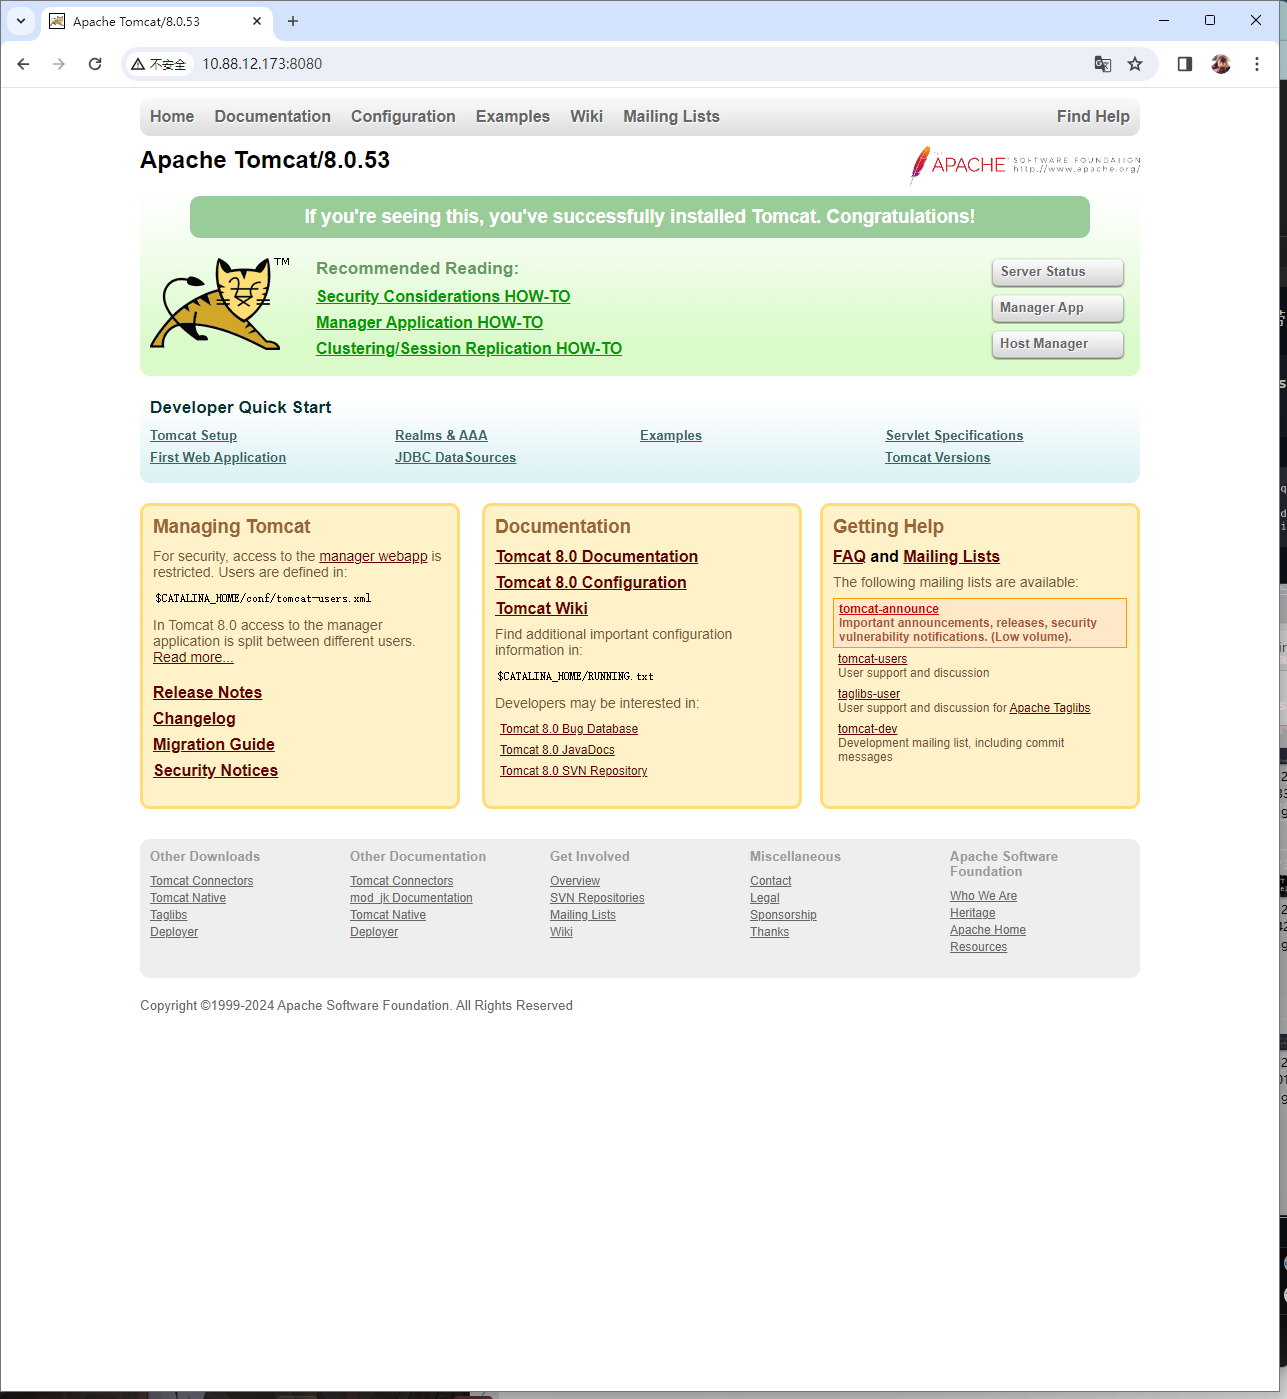 Apache Tomcat/8.0.53
不安全 10.88.12.173:8080
Home Documentation Configuration Examples Wiki Mailing Lists Find Help
Apache Tomcat/8.0.53
APACHE SOFTWARE FOUNDATION
http://www.apache.org/
If you're seeing this, you've successfully installed Tomcat. Congratulations!
TM
Recommended Reading:
Security Considerations HOW-TO
Manager Application HOW-TO
Clustering/Session Replication HOW-TO
Server Status
Manager App
Host Manager
Developer Quick Start
Tomcat Setup Realms & AAA Examples Servlet Specifications
First Web Application JDBC DataSources Tomcat Versions
Managing Tomcat
For security, access to the manager webapp is
restricted. Users are defined in:
$CATALINA_HOME/conf/tomcat-users.xml
In Tomcat 8.0 access to the manager
application is split between different users.
Read more...
Release Notes
Changelog
Migration Guide
Security Notices
Documentation
Tomcat 8.0 Documentation
Tomcat 8.0 Configuration
Tomcat Wiki
Find additional important configuration
information in:
$CATALINA_HOME/RUNNING.txt
Developers may be interested in:
Tomcat 8.0 Bug Database
Tomcat 8.0 JavaDocs
Tomcat 8.0 SVN Repository
Getting Help
FAQ and Mailing Lists
The following mailing lists are available:
tomcat-announce
Important announcements, releases, security
vulnerability notifications. (Low volume).
tomcat-users
User support and discussion
taglibs-user
User support and discussion for Apache Taglibs
tomcat-dev
Development mailing list, including commit
messages
Other Downloads
Tomcat Connectors
Tomcat Native
Taglibs
Deployer
Other Documentation
Tomcat Connectors
mod_jk Documentation
Tomcat Native
Deployer
Get Involved
Overview
SVN Repositories
Mailing Lists
Wiki
Miscellaneous
Contact
Legal
Sponsorship
Thanks
Apache Software
Foundation
Who We Are
Heritage
Apache Home
Resources
Copyright ©1999-2024 Apache Software Foundation. All Rights Reserved